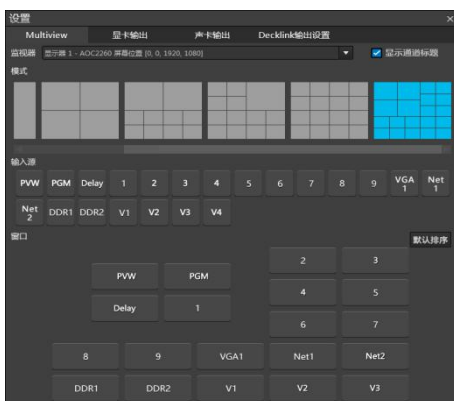 设置 ×
Multiview 显卡输出 声卡输出 Decklink输出设置
监视器 显示器 1 - AOC2260 屏幕位置 [0, 0, 1920, 1080] 显示通道标题
模式
输入源
PVW PGM Delay 1 2 3 4 5 6 7 8 9 VGA 1 Net 1
Net 2 DDR1 DDR2 V1 V2 V3 V4
窗口 默认排序
2 3
PVW PGM
4 5
Delay 1
6 7
8 9 VGA1 Net1 Net2
DDR1 DDR2 V1 V2 V3